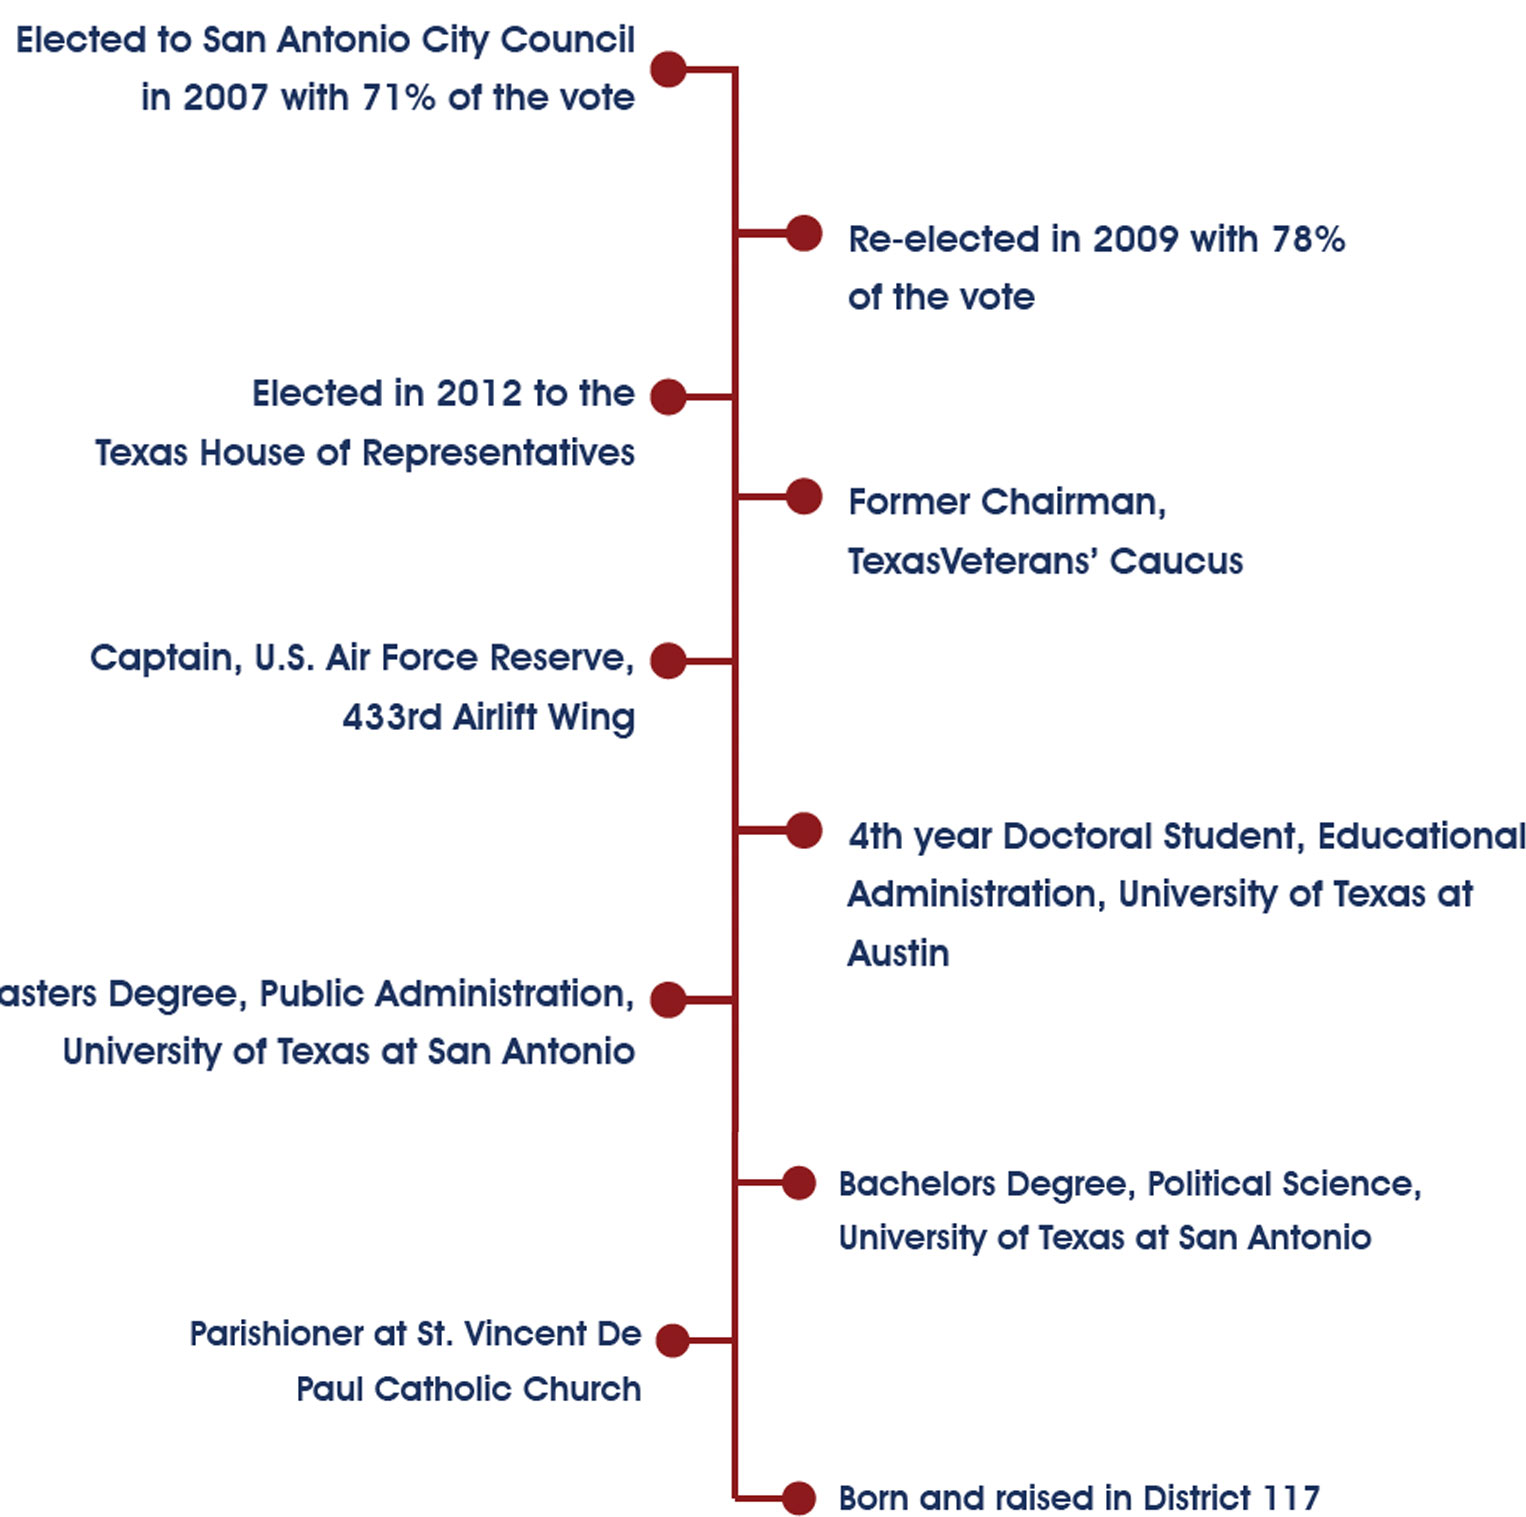 Elected to San Antonio City Council
in 2007 with 71% of the vote
Re-elected in 2009 with 78%
of the vote
Elected in 2012 to the
Texas House of Representatives
Former Chairman,
TexasVeterans’ Caucus
Captain, U.S. Air Force Reserve,
433rd Airlift Wing
4th year Doctoral Student, Educational
Administration, University of Texas at
Austin
asters Degree, Public Administration,
University of Texas at San Antonio
Bachelors Degree, Political Science,
University of Texas at San Antonio
Parishioner at St. Vincent De
Paul Catholic Church
Born and raised in District 117